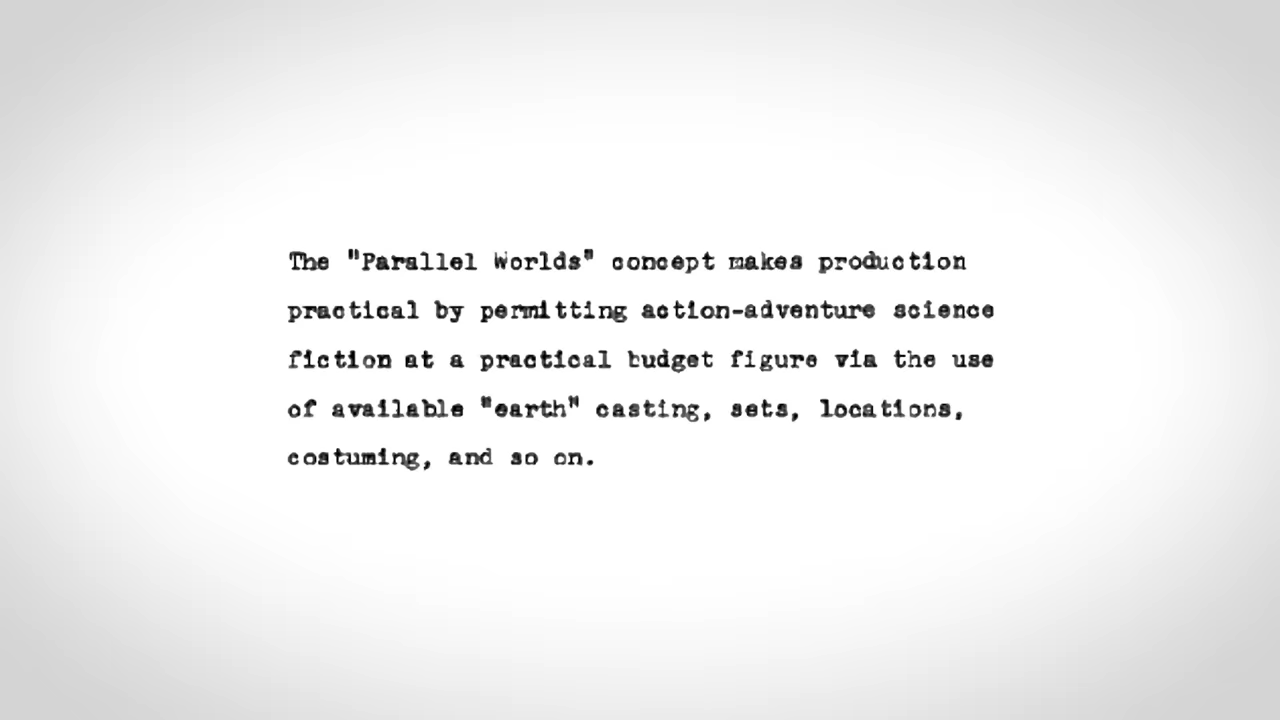 The "Parallel Worlds" concept makes production
practical by permitting action-adventure science
fiction at a practical budget figure via the use
of available "earth" casting, sets, locations,
costuming, and so on.